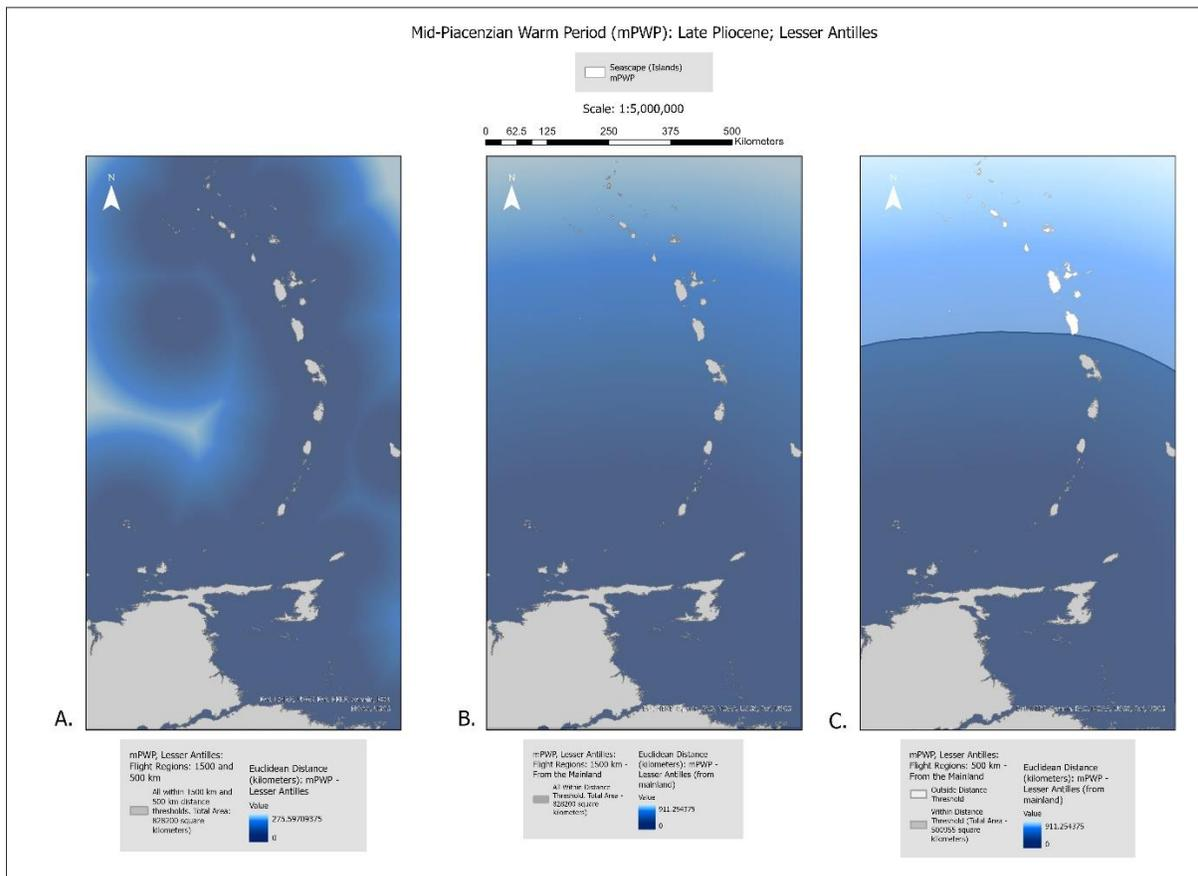 Mid-Piacenzian Warm Period (mPWP): Late Pliocene; Lesser Antilles
Seascape (Islands)
mPWP
Scale: 1:5,000,000
0 62.5 125 250 375 500
Kilometers
N
N
N
A.
B.
C.
mPWP, Lesser Antilles:
Flight Regions: 1500 and
500 km
All within 1500 km and
500 km distance
thresholds. Total Area:
828200 square
kilometers)
Euclidean Distance
(kilometers): mPWP -
Lesser Antilles
Value
275.59709375
0
mPWP, Lesser Antilles:
Flight Regions: 1500 km -
From the Mainland
All Within Distance
Threshold. Total Area -
828200 square
kilometers)
Euclidean Distance
(kilometers): mPWP -
Lesser Antilles (from
mainland)
Value
911.254375
0
mPWP, Lesser Antilles:
Flight Regions: 500 km -
From the Mainland
Outside Distance
Threshold
Within Distance
Threshold (Total Area -
500955 square
kilometers)
Euclidean Distance
(kilometers): mPWP -
Lesser Antilles (from
mainland)
Value
911.254375
0